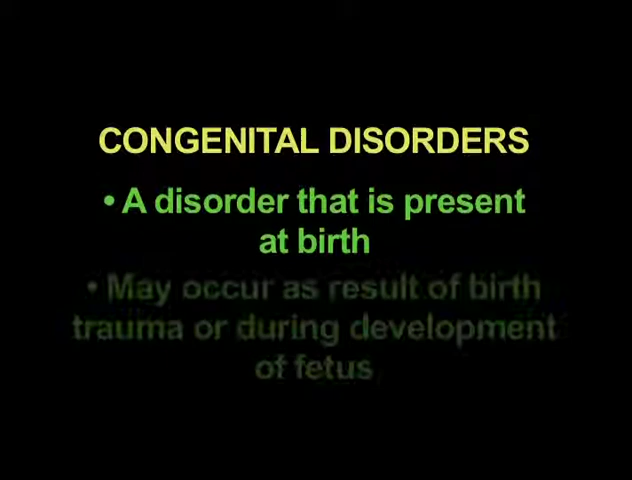 CONGENITAL DISORDERS
• A disorder that is present
at birth
• May occur as result of birth
trauma or during development
of fetus